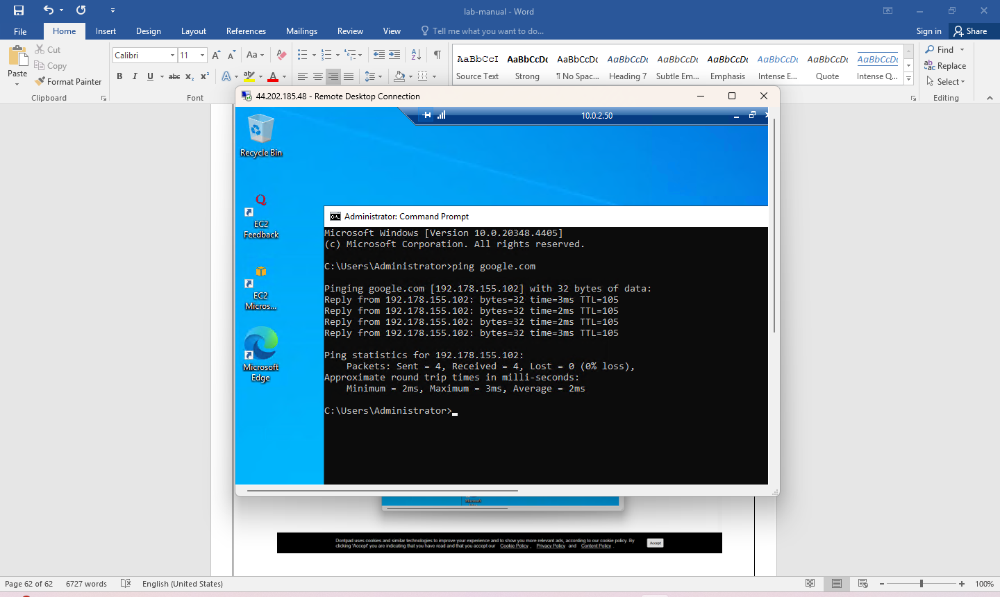 lab-manual - Word
File Home Insert Design Layout References Mailings Review View Tell me what you want to do... Sign in Share
Paste
Cut
Copy
Format Painter
Clipboard
Calibri 11 Aa
B I U abc x₂ x² A ab A
Font
AaBbCcI AaBbCcDc AaBbCcDc AaBbCcDc AaBbCcDc AaBbCcDc AaBbCcDc AaBbCcDc AaBbCcDc
Source Text Strong ¶ No Spac... Heading 7 Subtle Em... Emphasis Intense E... Quote Intense Q...
Find
Replace
Select
Editing
44.202.185.48 - Remote Desktop Connection
10.0.2.50
Recycle Bin
EC2
Feedback
EC2
Micros...
Microsoft
Edge
Administrator: Command Prompt
Microsoft Windows [Version 10.0.20348.4405]
(c) Microsoft Corporation. All rights reserved.
C:\Users\Administrator>ping google.com
Pinging google.com [192.178.155.102] with 32 bytes of data:
Reply from 192.178.155.102: bytes=32 time=3ms TTL=105
Reply from 192.178.155.102: bytes=32 time=2ms TTL=105
Reply from 192.178.155.102: bytes=32 time=2ms TTL=105
Reply from 192.178.155.102: bytes=32 time=3ms TTL=105
Ping statistics for 192.178.155.102:
Packets: Sent = 4, Received = 4, Lost = 0 (0% loss),
Approximate round trip times in milli-seconds:
Minimum = 2ms, Maximum = 3ms, Average = 2ms
C:\Users\Administrator>
Dontpad uses cookies and similar technologies to improve your experience and to show you more relevant ads, according to our cookie policy. By
clicking 'Accept' you are indicating that you have read and that you accept our Cookie Policy , Privacy Policy and Content Policy .
Accept
Page 62 of 62 6727 words English (United States) 100%